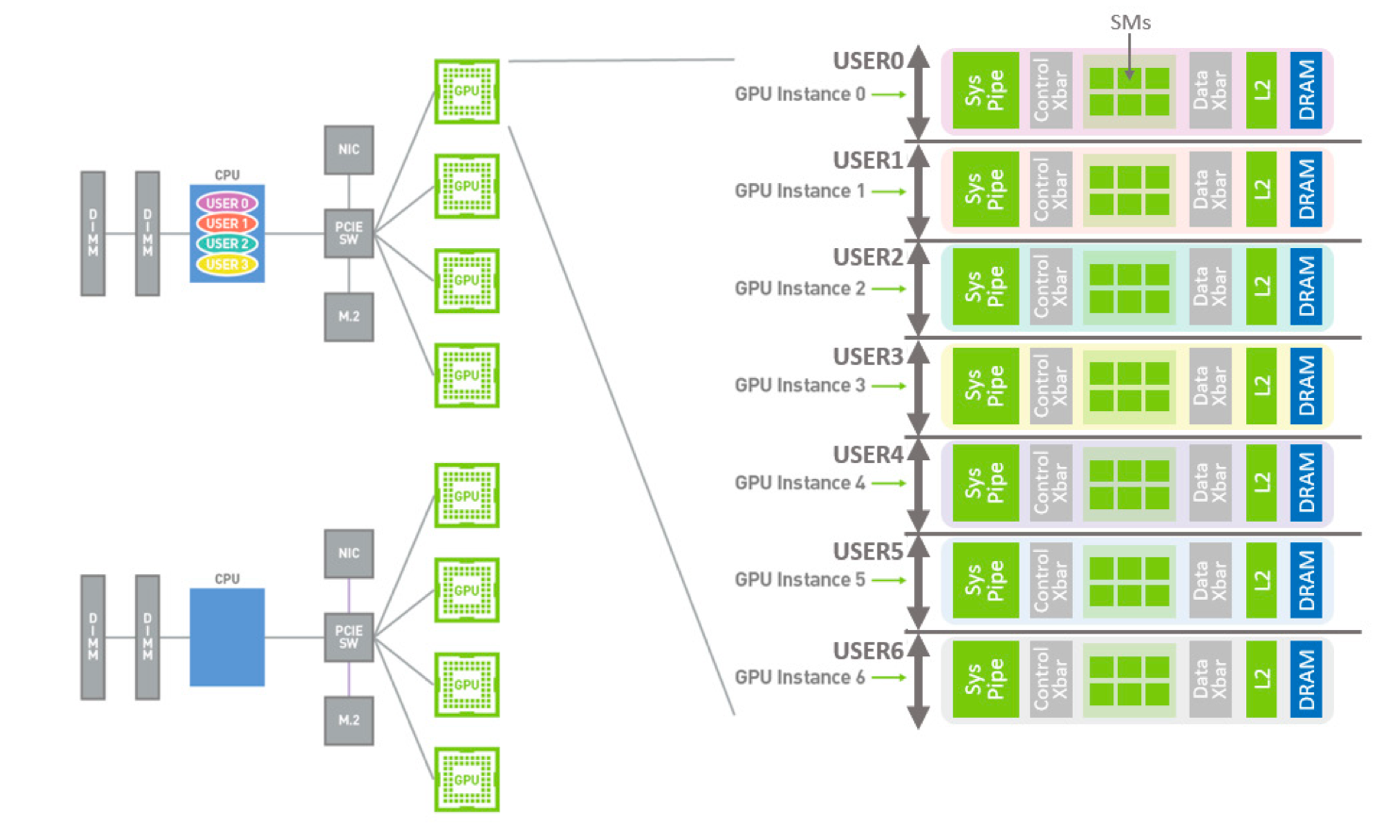 CPU
USER 0
USER 1
USER 2
USER 3
DIMM
DIMM
NIC
PCIE
SW
M.2
GPU
GPU
GPU
GPU
CPU
DIMM
DIMM
NIC
PCIE
SW
M.2
GPU
GPU
GPU
GPU
SMs
USER0
GPU Instance 0
Sys
Pipe
Control
Xbar
Data
Xbar
L2
DRAM
USER1
GPU Instance 1
Sys
Pipe
Control
Xbar
Data
Xbar
L2
DRAM
USER2
GPU Instance 2
Sys
Pipe
Control
Xbar
Data
Xbar
L2
DRAM
USER3
GPU Instance 3
Sys
Pipe
Control
Xbar
Data
Xbar
L2
DRAM
USER4
GPU Instance 4
Sys
Pipe
Control
Xbar
Data
Xbar
L2
DRAM
USER5
GPU Instance 5
Sys
Pipe
Control
Xbar
Data
Xbar
L2
DRAM
USER6
GPU Instance 6
Sys
Pipe
Control
Xbar
Data
Xbar
L2
DRAM